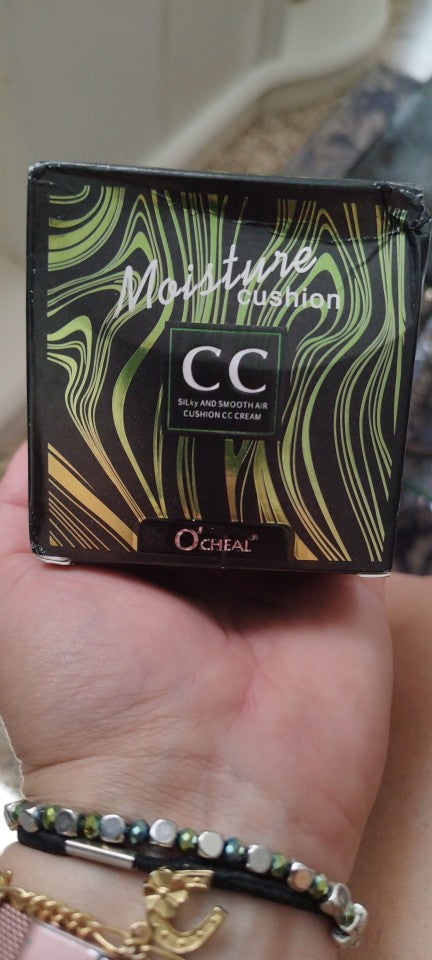 Moisture
cushion
CC
SILky AND SMOOTH AiR
CUSHION CC CREAM
O'CHEAL®